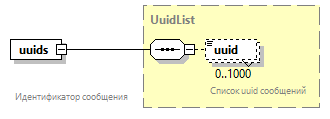 UuidList
uuids
uuid
0..1000
Идентификатор сообщения
Список uuid сообщений